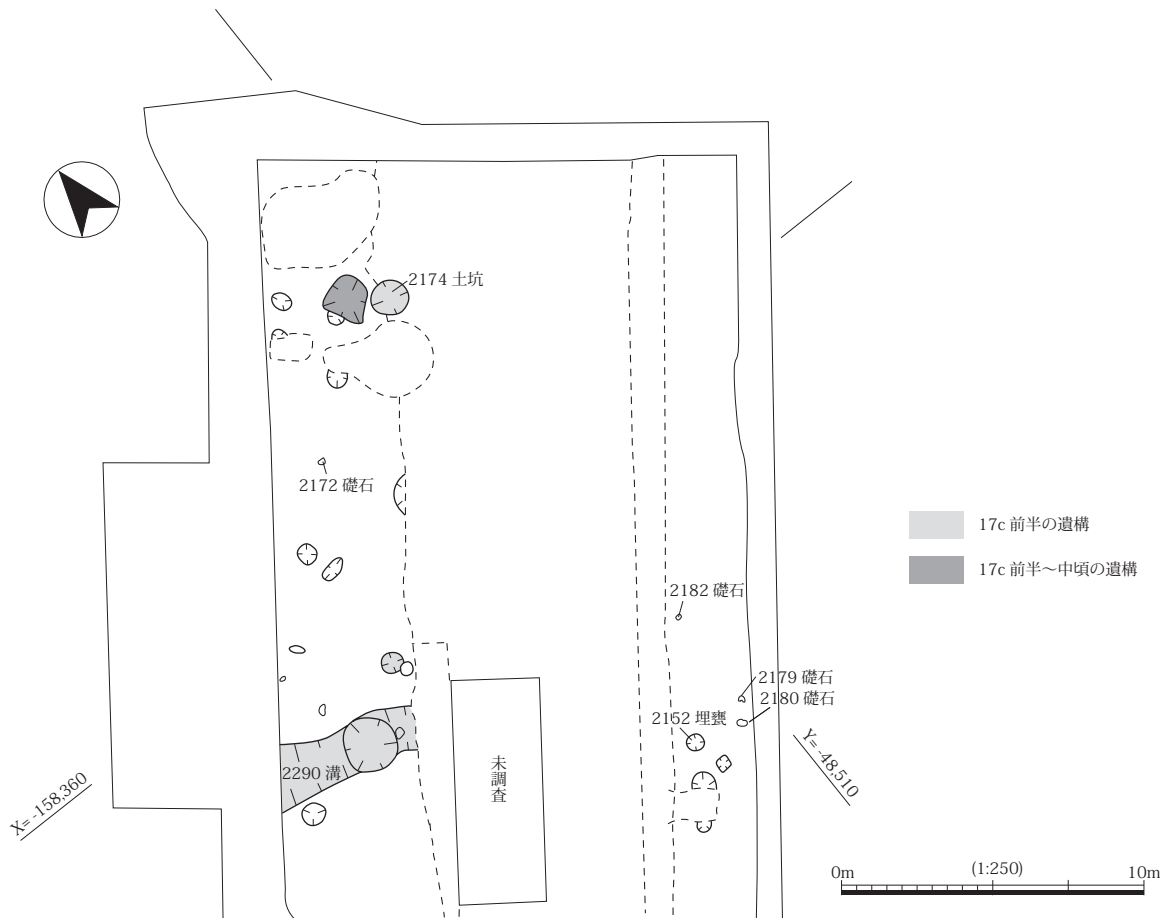 2174 土坑
2172 礎石
17c 前半の遺構
17c 前半～中頃の遺構
2182 礎石
2179 礎石
2180 礎石
2152 埋甕
2290 溝
未調査
X= -158,360
Y= -48,510
0m
(1:250)
10m